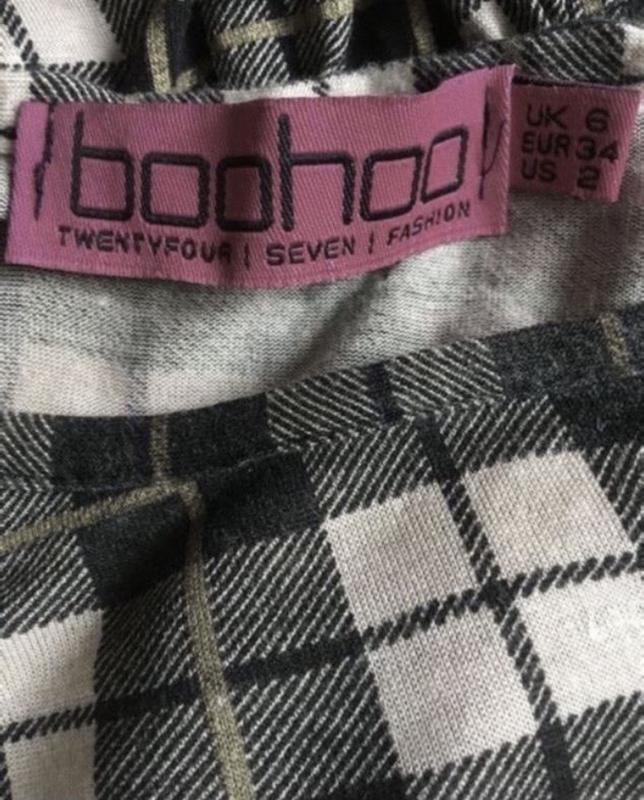 boohoo
TWENTYFOUR | SEVEN | FASHION
UK 6
EUR 34
US 2